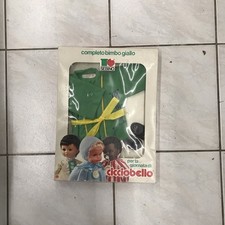 completo bimbo giallo
per la
giornata di
cicciobello